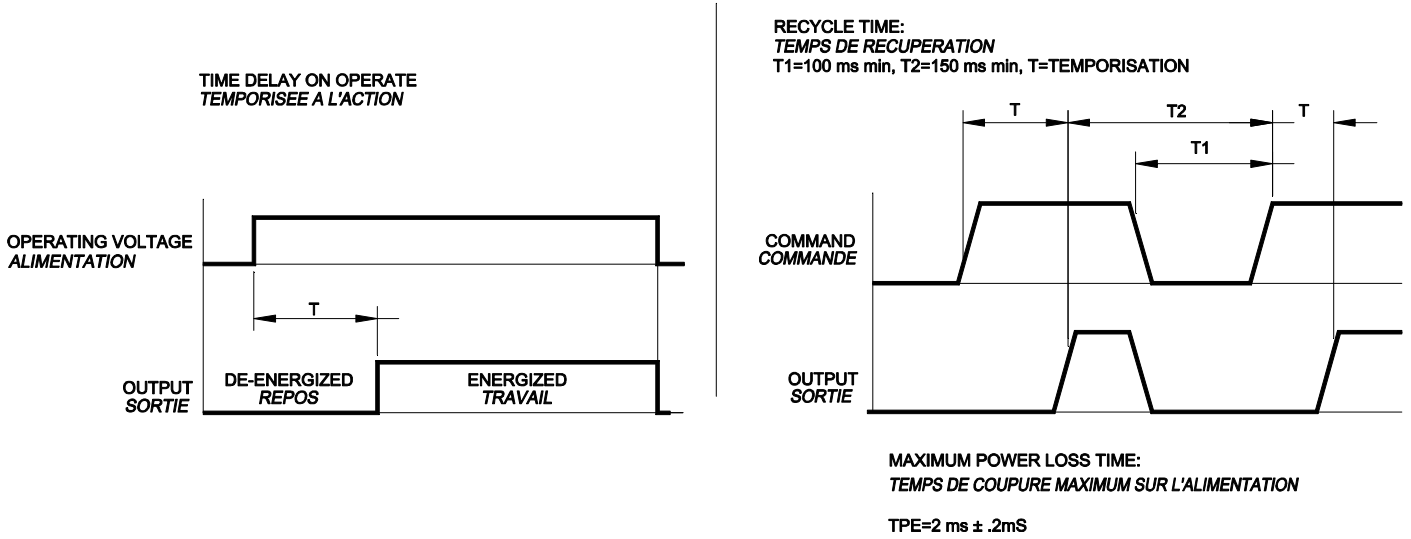 TIME DELAY ON OPERATE
TEMPORISEE A L'ACTION
OPERATING VOLTAGE
ALIMENTATION
T
OUTPUT
SORTIE
DE-ENERGIZED
REPOS
ENERGIZED
TRAVAIL
RECYCLE TIME:
TEMPS DE RECUPERATION
T1=100 ms min, T2=150 ms min, T=TEMPORISATION
T
T2
T
T1
COMMAND
COMMANDE
OUTPUT
SORTIE
MAXIMUM POWER LOSS TIME:
TEMPS DE COUPURE MAXIMUM SUR L'ALIMENTATION
TPE=2 ms ± .2mS